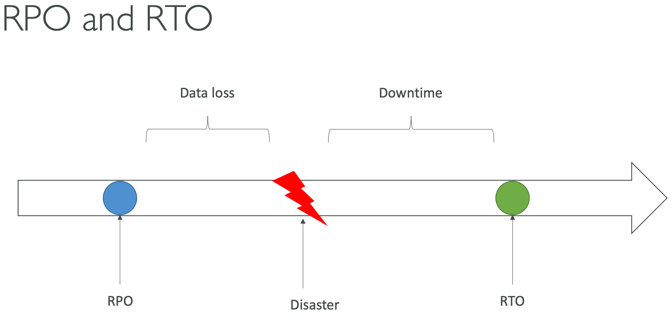 RPO and RTO
Data loss
Downtime
RPO
Disaster
RTO